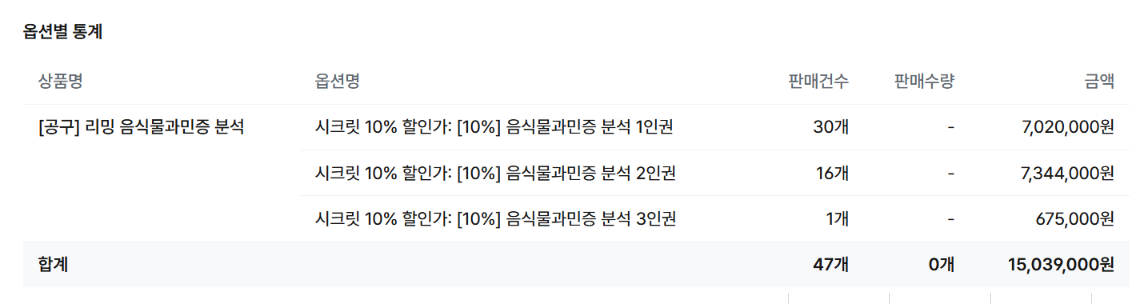 옵션별 통계
상품명 옵션명 판매건수 판매수량 금액
[공구] 리밍 음식물과민증 분석 시크릿 10% 할인가: [10%] 음식물과민증 분석 1인권 30개 - 7,020,000원
시크릿 10% 할인가: [10%] 음식물과민증 분석 2인권 16개 - 7,344,000원
시크릿 10% 할인가: [10%] 음식물과민증 분석 3인권 1개 - 675,000원
합계 47개 0개 15,039,000원